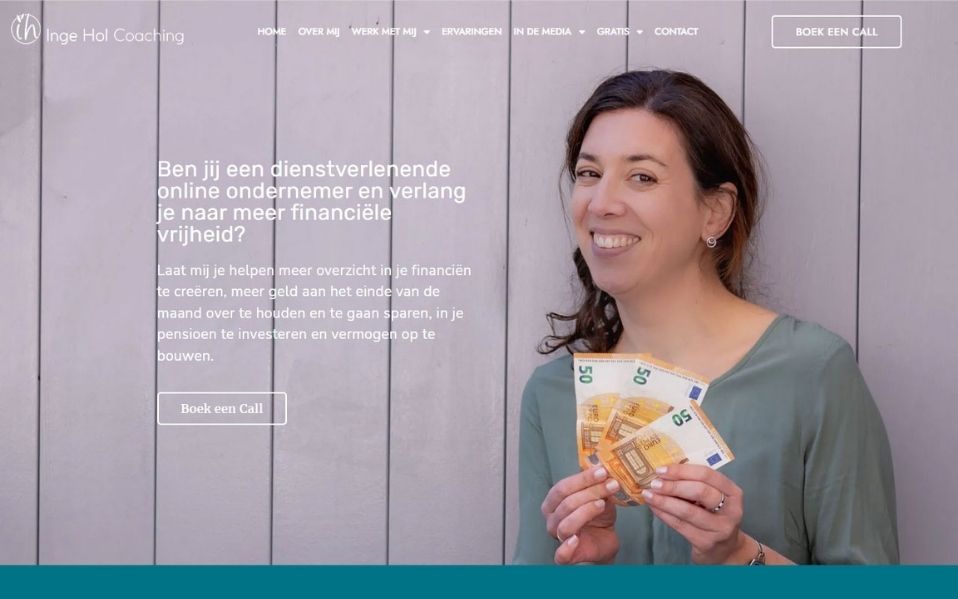 ih Inge Hol Coaching
HOME OVER MIJ WERK MET MIJ ERVARINGEN IN DE MEDIA GRATIS CONTACT
BOEK EEN CALL
Ben jij een dienstverlenende
online ondernemer en verlang
je naar meer financiële
vrijheid?
Laat mij je helpen meer overzicht in je financiën
te creëren, meer geld aan het einde van de
maand over te houden en te gaan sparen, in je
pensioen te investeren en vermogen op te
bouwen.
Boek een Call
50
50
50
EURO